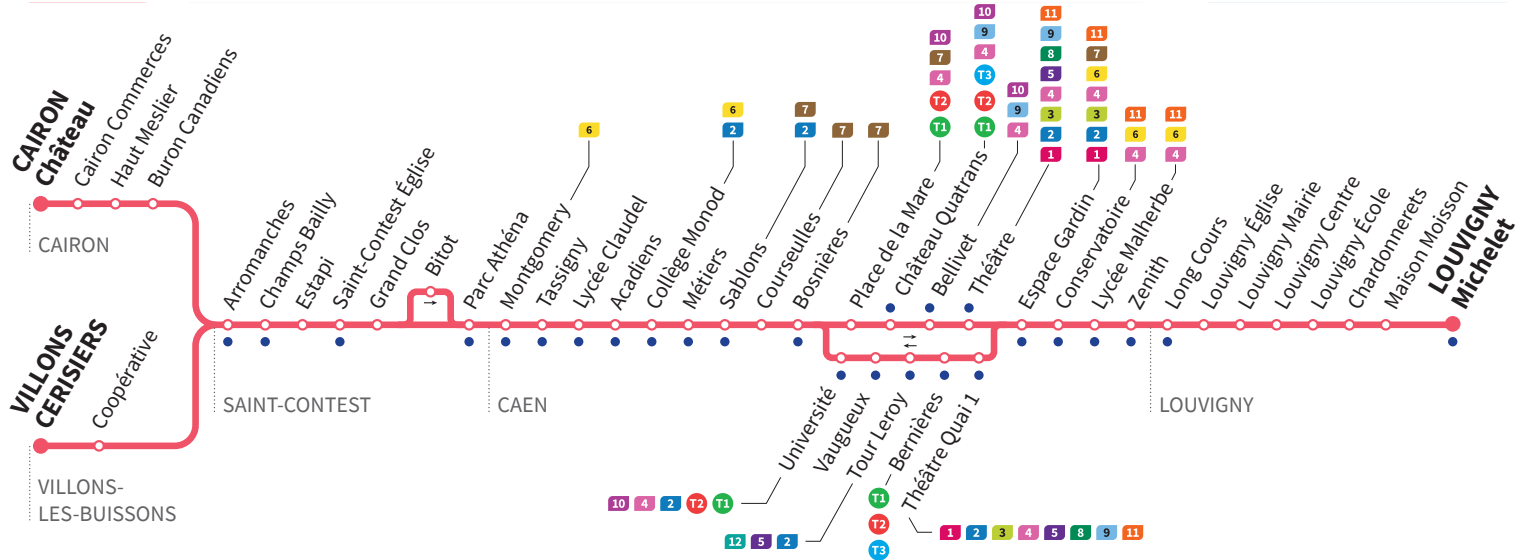 CAIRON
Château
Cairon Commerces
Haut Meslier
Buron Canadiens
CAIRON
VILLONS
CERISIERS
Coopérative
VILLONS-
LES-BUISSONS
Arromanches
Champs Bailly
Estapi
Saint-Contest Église
Grand Clos
Bitot
→
SAINT-CONTEST
Parc Athéna
Montgomery
6
Tassigny
Lycée Claudel
Acadiens
Collège Monod
6
2
Métiers
Sablons
7
2
Courseulles
7
Bosnières
7
CAEN
Place de la Mare
10
7
4
T2
T1
Château Quatrans
10
9
4
T3
T2
T1
Bellivet
10
9
4
Théâtre
11
9
8
5
4
3
2
1
→
←
Université
10 4 2 T2 T1
Vaugueux
Tour Leroy
12 5 2
Bernières
T1
T2
T3
Théâtre Quai 1
1 2 3 4 5 8 9 11
Espace Gardin
11
7
6
4
3
2
1
Conservatoire
11
6
4
Lycée Malherbe
11
6
4
Zenith
Long Cours
Louvigny Église
Louvigny Mairie
Louvigny Centre
Louvigny École
Chardonnerets
Maison Moisson
LOUVIGNY
Michelet
LOUVIGNY